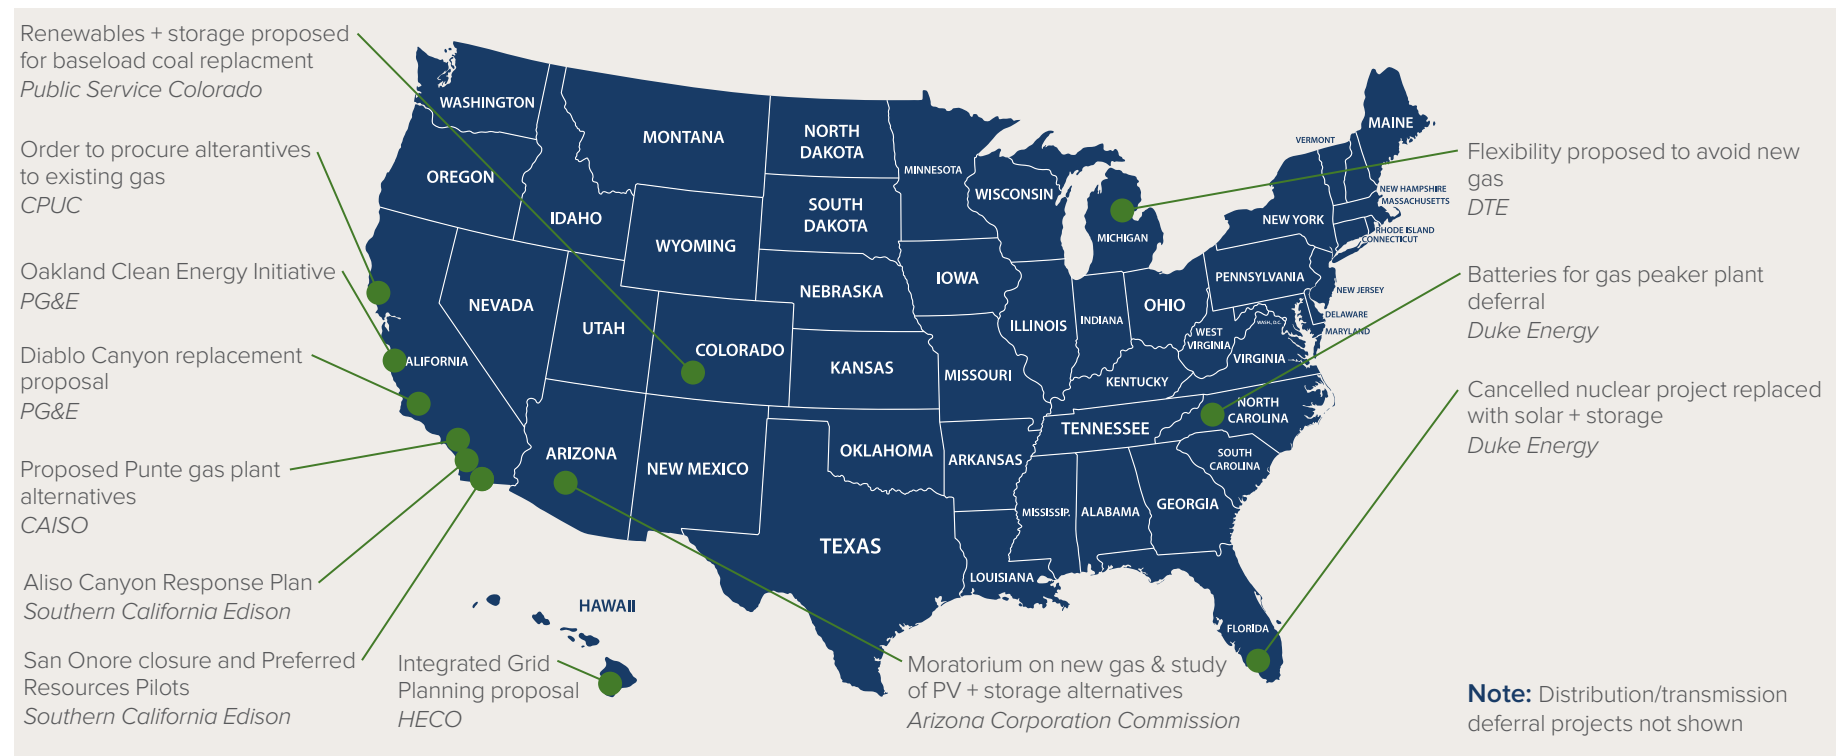 Renewables + storage proposed
for baseload coal replacment
Public Service Colorado
Order to procure alterantives
to existing gas
CPUC
Oakland Clean Energy Initiative
PG&E
Diablo Canyon replacement
proposal
PG&E
Proposed Punte gas plant
alternatives
CAISO
Aliso Canyon Response Plan
Southern California Edison
San Onore closure and Preferred
Resources Pilots
Southern California Edison
Integrated Grid
Planning proposal
HECO
Moratorium on new gas & study
of PV + storage alternatives
Arizona Corporation Commission
Flexibility proposed to avoid new
gas
DTE
Batteries for gas peaker plant
deferral
Duke Energy
Cancelled nuclear project replaced
with solar + storage
Duke Energy
Note: Distribution/transmission
deferral projects not shown
WASHINGTON
OREGON
IDAHO
MONTANA
NORTH
DAKOTA
SOUTH
DAKOTA
MINNESOTA
WISCONSIN
MICHIGAN
WYOMING
NEVADA
UTAH
COLORADO
ALIFORNIA
ARIZONA
NEW MEXICO
NEBRASKA
KANSAS
OKLAHOMA
TEXAS
IOWA
MISSOURI
ARKANSAS
LOUISIANA
ILLINOIS
INDIANA
OHIO
KENTUCKY
TENNESSEE
MISSISSIP.
ALABAMA
GEORGIA
FLORIDA
SOUTH
CAROLINA
NORTH
CAROLINA
VIRGINIA
WEST
VIRGINIA
WASH, D.C.
PENNSYLVANIA
NEW YORK
VERMONT
MAINE
NEW HAMPSHIRE
MASSACHUSETTS
RHODE ISLAND
CONNECTICUT
NEW JERSEY
DELAWARE
MARYLAND
HAWAII